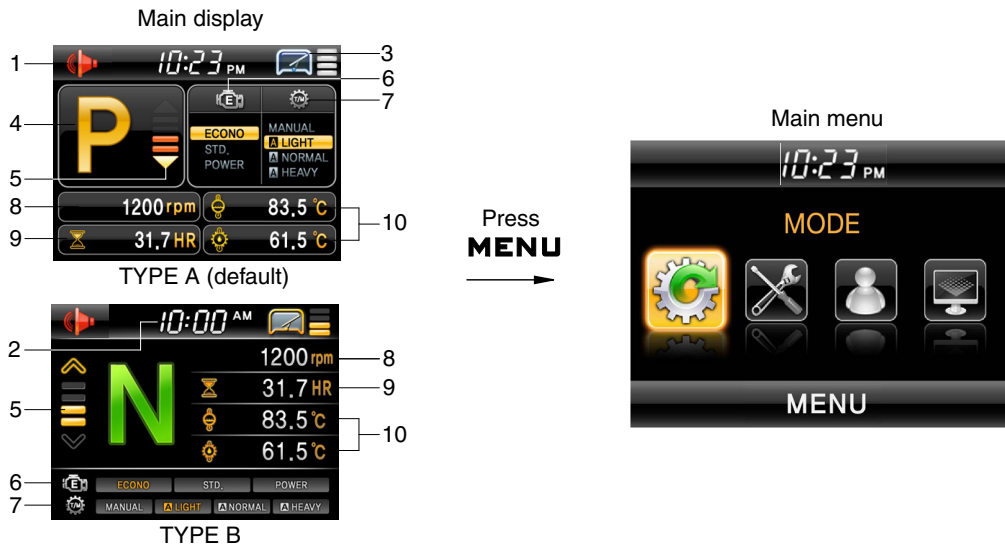 Main display
1
10:23 PM
3
6
7
4
P
E
T/M
ECONO
STD.
POWER
MANUAL
A LIGHT
A NORMAL
A HEAVY
5
8
1200 rpm
83.5 °C
10
9
31.7 HR
61.5 °C
TYPE A (default)
2
10:00 AM
N
1200 rpm
8
31.7 HR
9
5
83.5 °C
10
61.5 °C
6
E
ECONO STD. POWER
7
T/M
MANUAL A LIGHT A NORMAL A HEAVY
TYPE B
Press
MENU
Main menu
10:23 PM
MODE
MENU